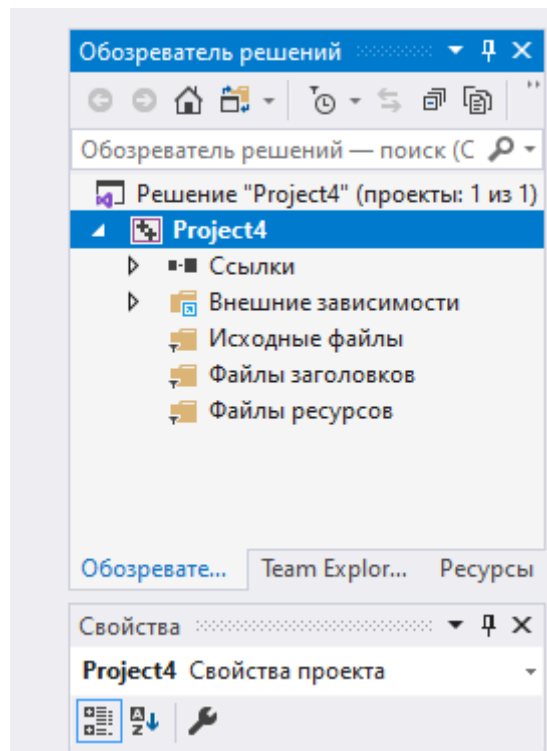 Обозреватель решений
Обозреватель решений — поиск (С
Решение "Project4" (проекты: 1 из 1)
Project4
Ссылки
Внешние зависимости
Исходные файлы
Файлы заголовков
Файлы ресурсов
Обозревате... Team Explor... Ресурсы
Свойства
Project4 Свойства проекта